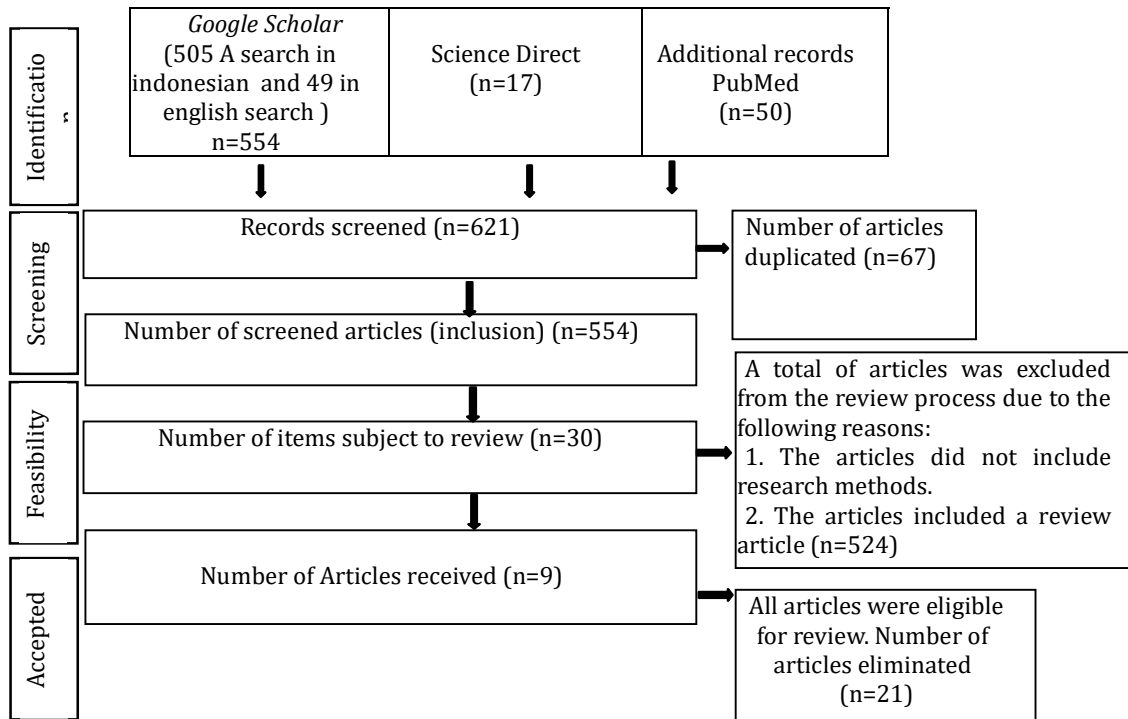 Identificatio
n
Google Scholar
(505 A search in
indonesian and 49 in
english search )
n=554
Science Direct
(n=17)
Additional records
PubMed
(n=50)
Screening
Records screened (n=621)
Number of articles
duplicated (n=67)
Number of screened articles (inclusion) (n=554)
Feasibility
Number of items subject to review (n=30)
A total of articles was excluded
from the review process due to the
following reasons:
1. The articles did not include
research methods.
2. The articles included a review
article (n=524)
Accepted
Number of Articles received (n=9)
All articles were eligible
for review. Number of
articles eliminated
(n=21)